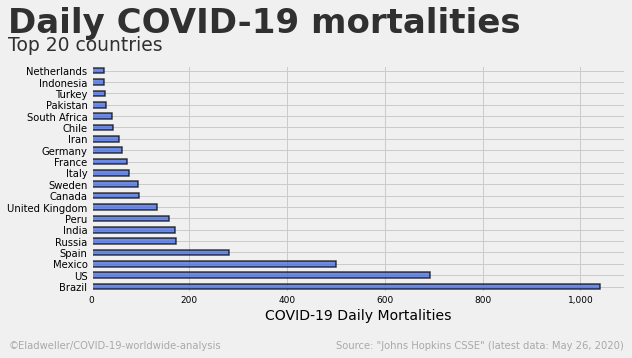 Daily COVID-19 mortalities
Top 20 countries
Netherlands
Indonesia
Turkey
Pakistan
South Africa
Chile
Iran
Germany
France
Italy
Sweden
Canada
United Kingdom
Peru
India
Russia
Spain
Mexico
US
Brazil
0 200 400 600 800 1,000
COVID-19 Daily Mortalities
©Eladweller/COVID-19-worldwide-analysis Source: "Johns Hopkins CSSE" (latest data: May 26, 2020)